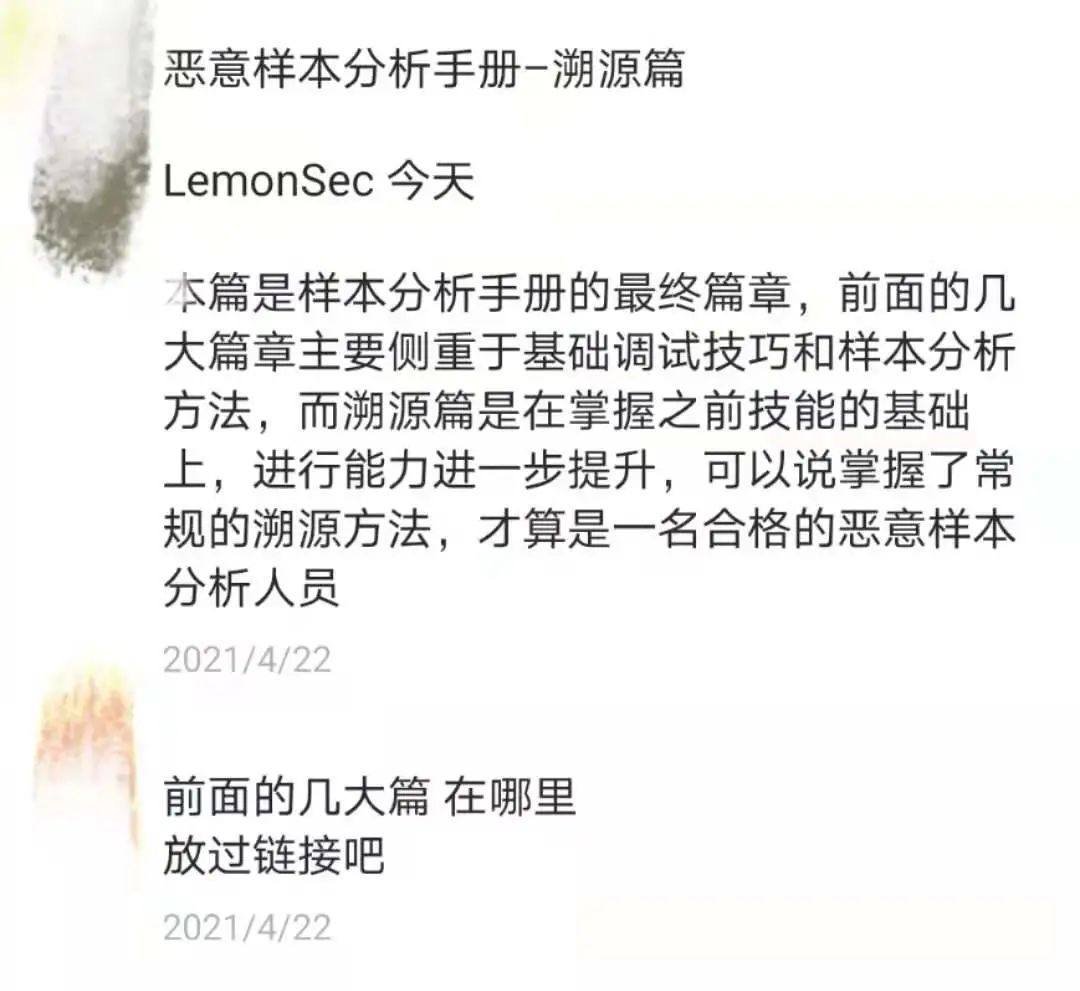 恶意样本分析手册-溯源篇
LemonSec 今天
本篇是样本分析手册的最终篇章，前面的几
大篇章主要侧重于基础调试技巧和样本分析
方法，而溯源篇是在掌握之前技能的基础
上，进行能力进一步提升，可以说掌握了常
规的溯源方法，才算是一名合格的恶意样本
分析人员
2021/4/22
前面的几大篇 在哪里
放过链接吧
2021/4/22